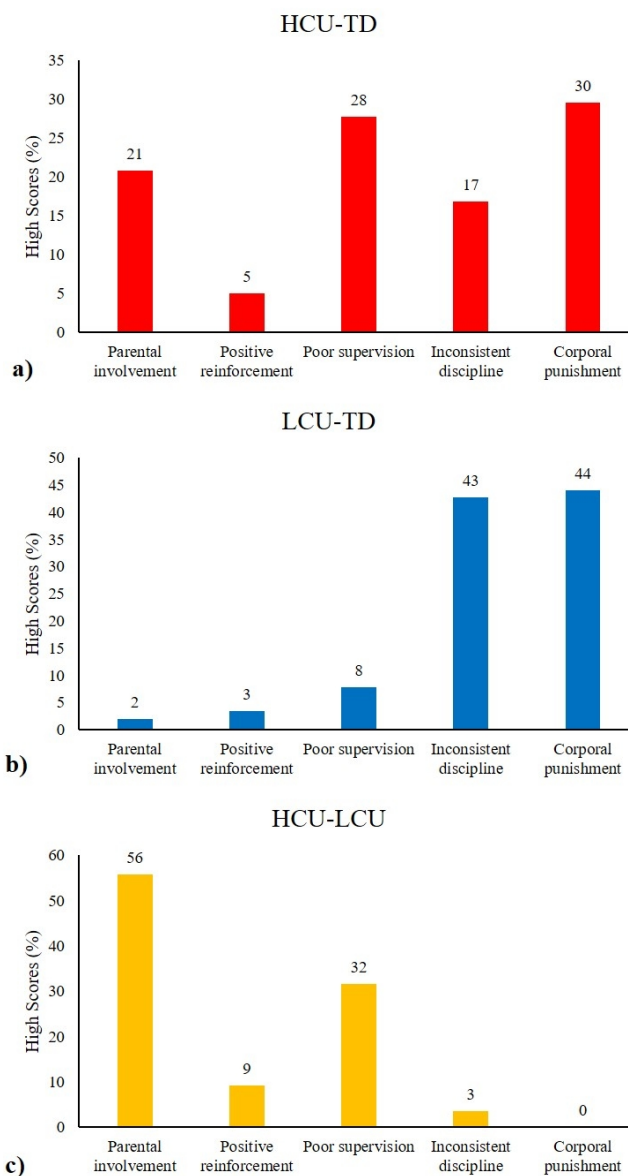 HCU-TD
High Scores (%)
35
30
25
20
15
10
5
0
21
5
28
17
30
Parental involvement
Positive reinforcement
Poor supervision
Inconsistent discipline
Corporal punishment
a)
LCU-TD
High Scores (%)
50
45
40
35
30
25
20
15
10
5
0
2
3
8
43
44
Parental involvement
Positive reinforcement
Poor supervision
Inconsistent discipline
Corporal punishment
b)
HCU-LCU
High Scores (%)
60
50
40
30
20
10
0
56
9
32
3
0
Parental involvement
Positive reinforcement
Poor supervision
Inconsistent discipline
Corporal punishment
c)